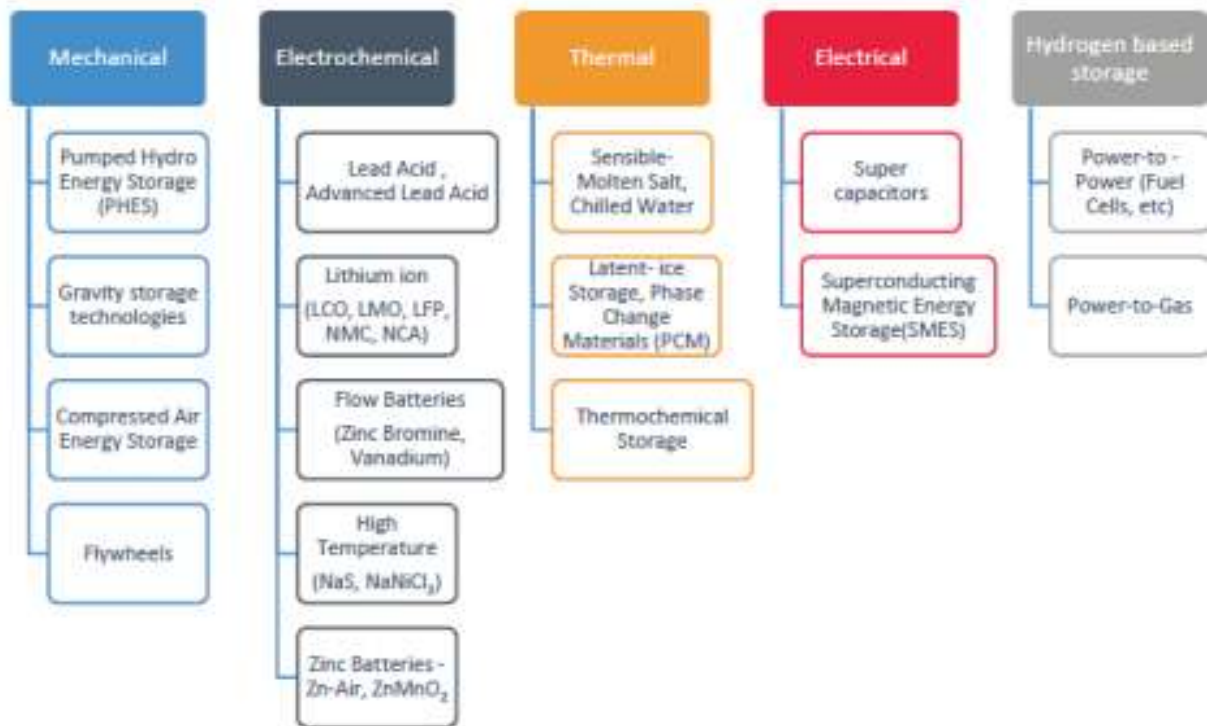 Mechanical
Pumped Hydro
Energy Storage
(PHES)
Gravity storage
technologies
Compressed Air
Energy Storage
Flywheels
Electrochemical
Lead Acid ,
Advanced Lead Acid
Lithium ion
(LCO, LMO, LFP,
NMC, NCA)
Flow Batteries
(Zinc Bromine,
Vanadium)
High
Temperature
(NaS, NaNiCl₂)
Zinc Batteries -
Zn-Air, ZnMnO₂
Thermal
Sensible-
Molten Salt,
Chilled Water
Latent- ice
Storage, Phase
Change
Materials (PCM)
Thermochemical
Storage
Electrical
Super
capacitors
Superconducting
Magnetic Energy
Storage(SMES)
Hydrogen based
storage
Power-to -
Power (Fuel
Cells, etc)
Power-to-Gas